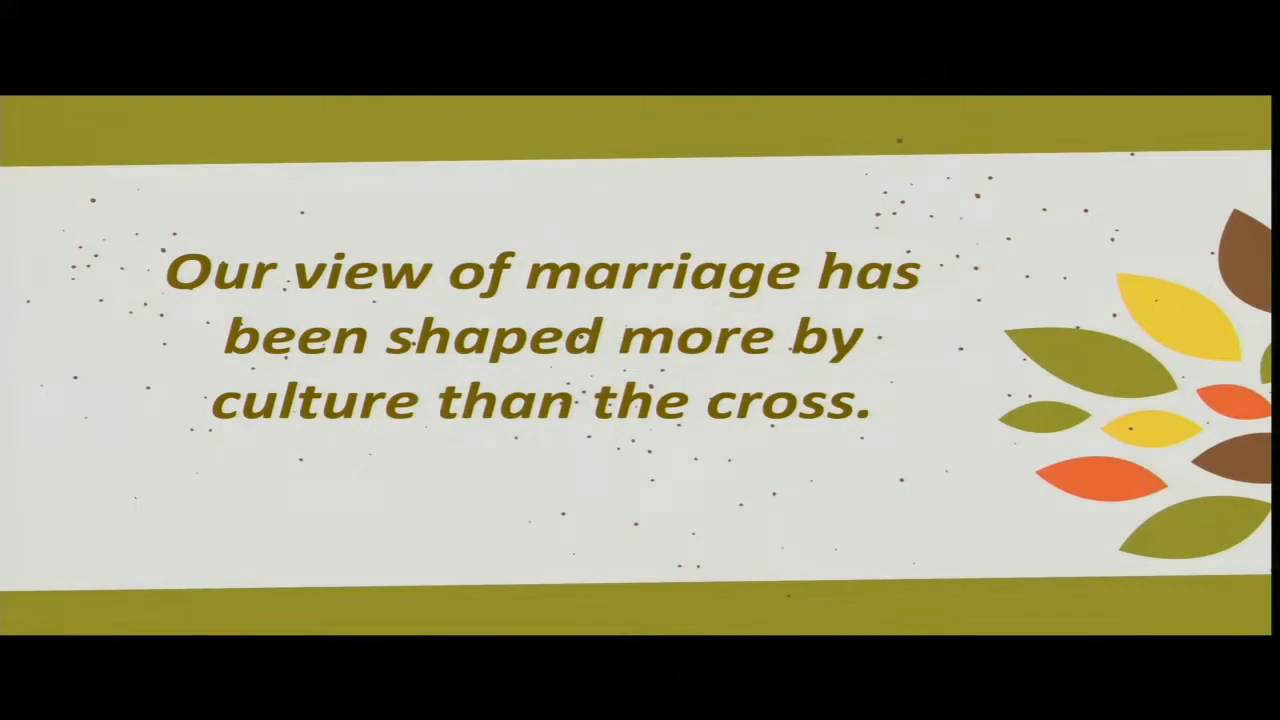 Our view of marriage has
been shaped more by
culture than the cross.